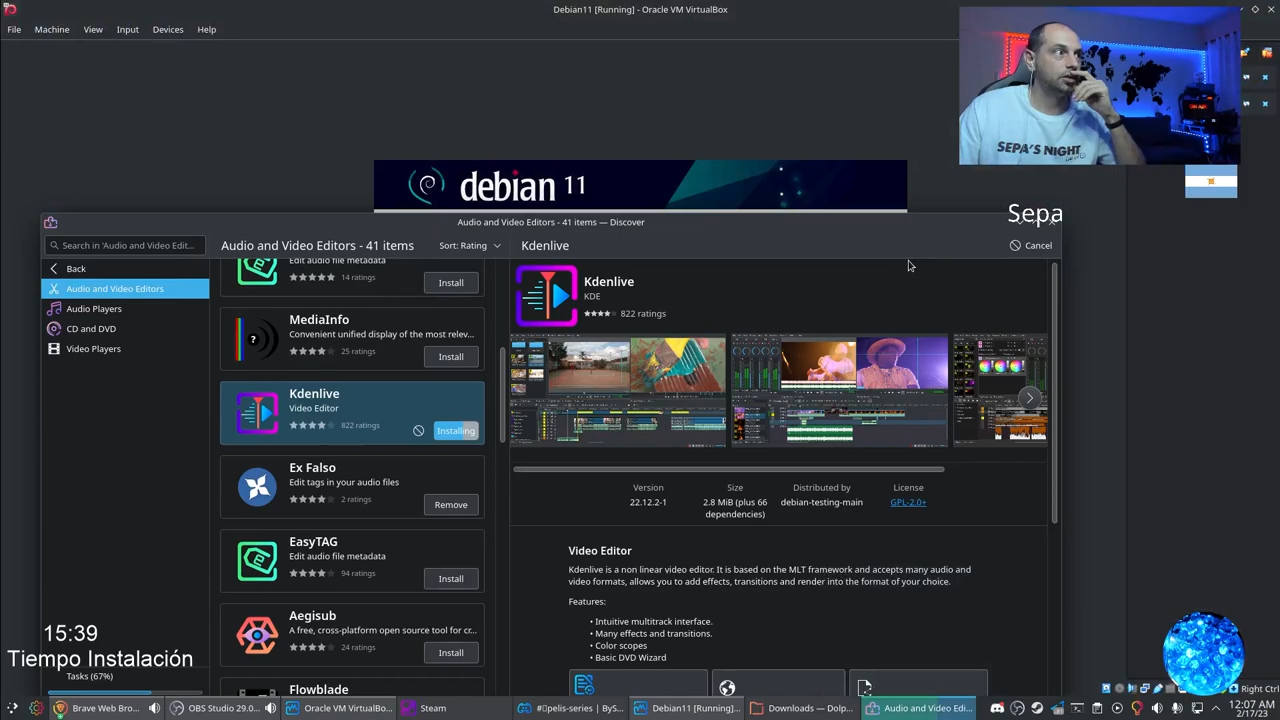 Debian11 [Running] - Oracle VM VirtualBox
File Machine View Input Devices Help
SEPA'S NIGHT
debian 11
Sepa
Audio and Video Editors - 41 items — Discover
Search in 'Audio and Video Edit...
Audio and Video Editors - 41 items
Sort: Rating
Kdenlive
Cancel
Back
Audio and Video Editors
Audio Players
CD and DVD
Video Players
Edit audio file metadata
14 ratings
Install
MediaInfo
Convenient unified display of the most relev...
25 ratings
Install
Kdenlive
Video Editor
22 ratings
Installing
Ex Falso
Edit tags in your audio files
2 ratings
Remove
EasyTAG
Edit audio file metadata
94 ratings
Install
Aegisub
A free, cross-platform open source tool for cr...
24 ratings
Install
Flowblade
Kdenlive
KDE
822 ratings
Version
22.12.2-1
Size
2.8 MiB (plus 66
dependencies)
Distributed by
debian-testing-main
License
GPL-2.0+
Video Editor
Kdenlive is a non linear video editor. It is based on the MLT framework and accepts many audio
and video formats, allows you to add effects, transitions and render into the format of your choice.
Features:
• Intuitive multitrack interface.
• Many effects and transitions.
• Color scopes
• Basic DVD Wizard
15:39
Tiempo Instalación
Tasks (67%)
Right Ctrl
Brave Web Bro...
OBS Studio 29.0...
Oracle VM Virtual...
Steam
| ByS...
Debian11 [Running]...
Downloads — Dolp...
Audio and Video Edi...
12:07 AM
2/17/23